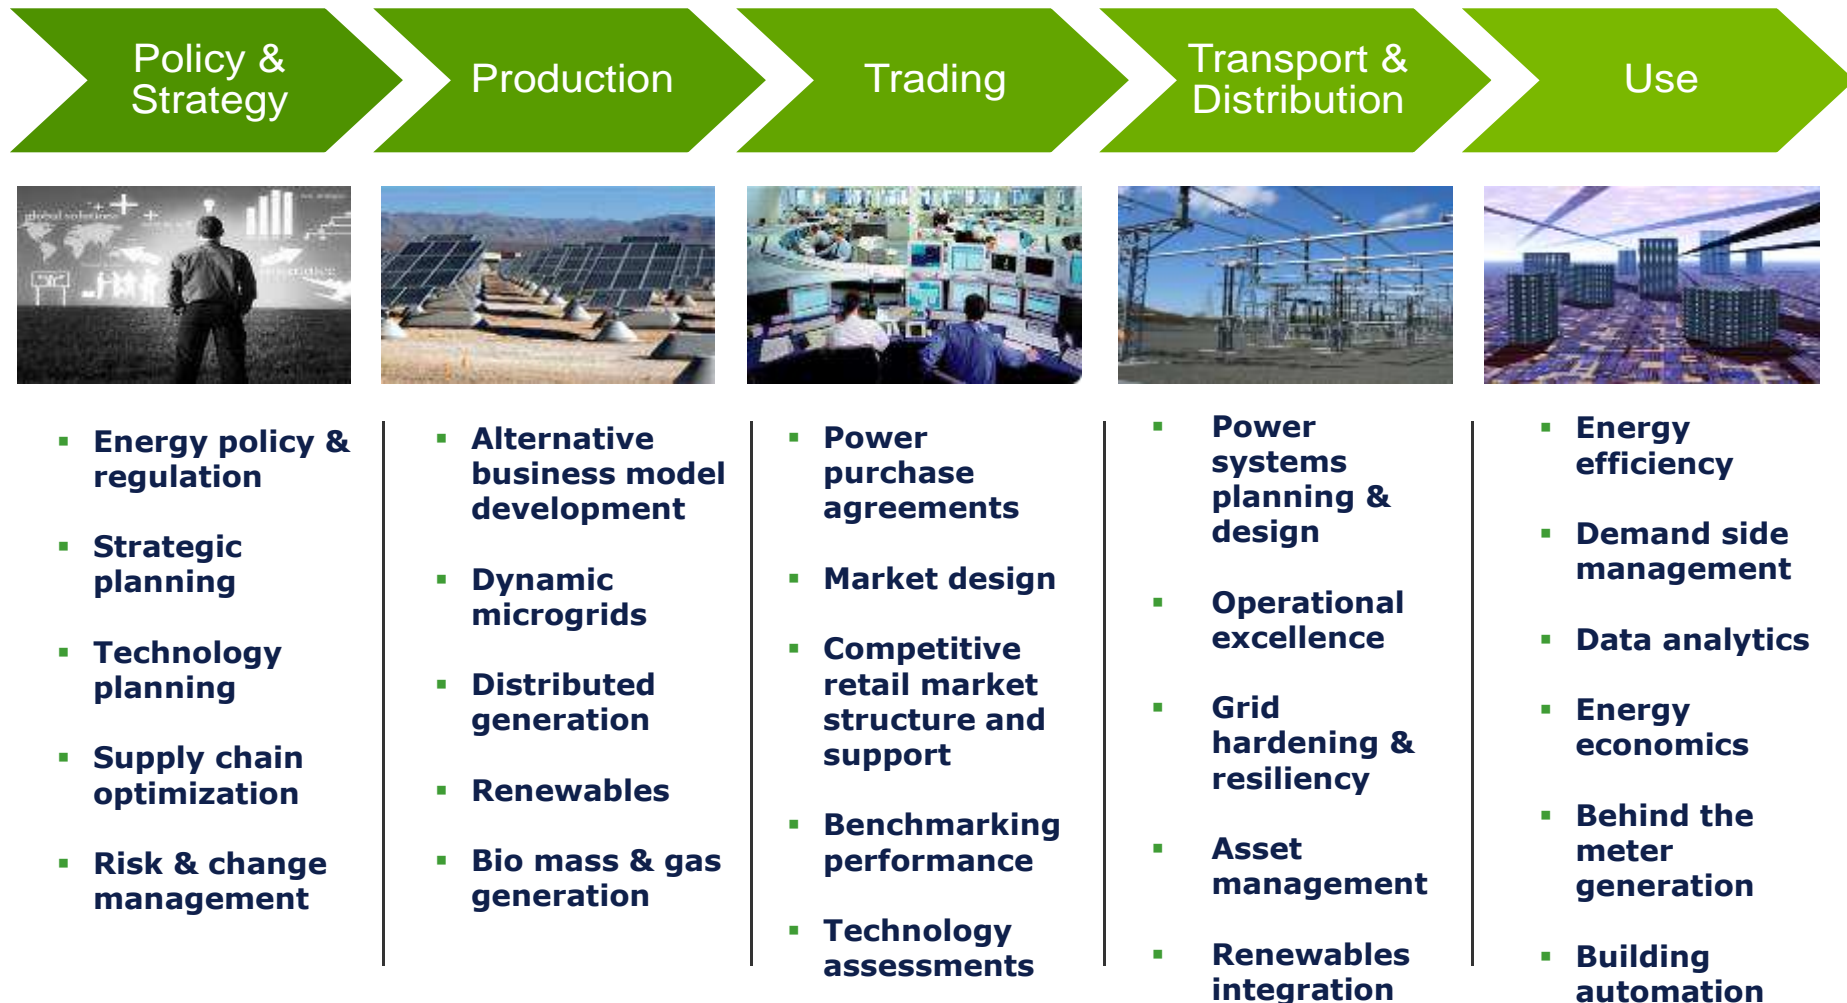 Policy &
Strategy
Production
Trading
Transport &
Distribution
Use
global solutions
Energy policy &
regulation
Strategic
planning
Technology
planning
Supply chain
optimization
Risk & change
management
Alternative
business model
development
Dynamic
microgrids
Distributed
generation
Renewables
Bio mass & gas
generation
Power
purchase
agreements
Market design
Competitive
retail market
structure and
support
Benchmarking
performance
Technology
assessments
Power
systems
planning &
design
Operational
excellence
Grid
hardening &
resiliency
Asset
management
Renewables
integration
Energy
efficiency
Demand side
management
Data analytics
Energy
economics
Behind the
meter
generation
Building
automation